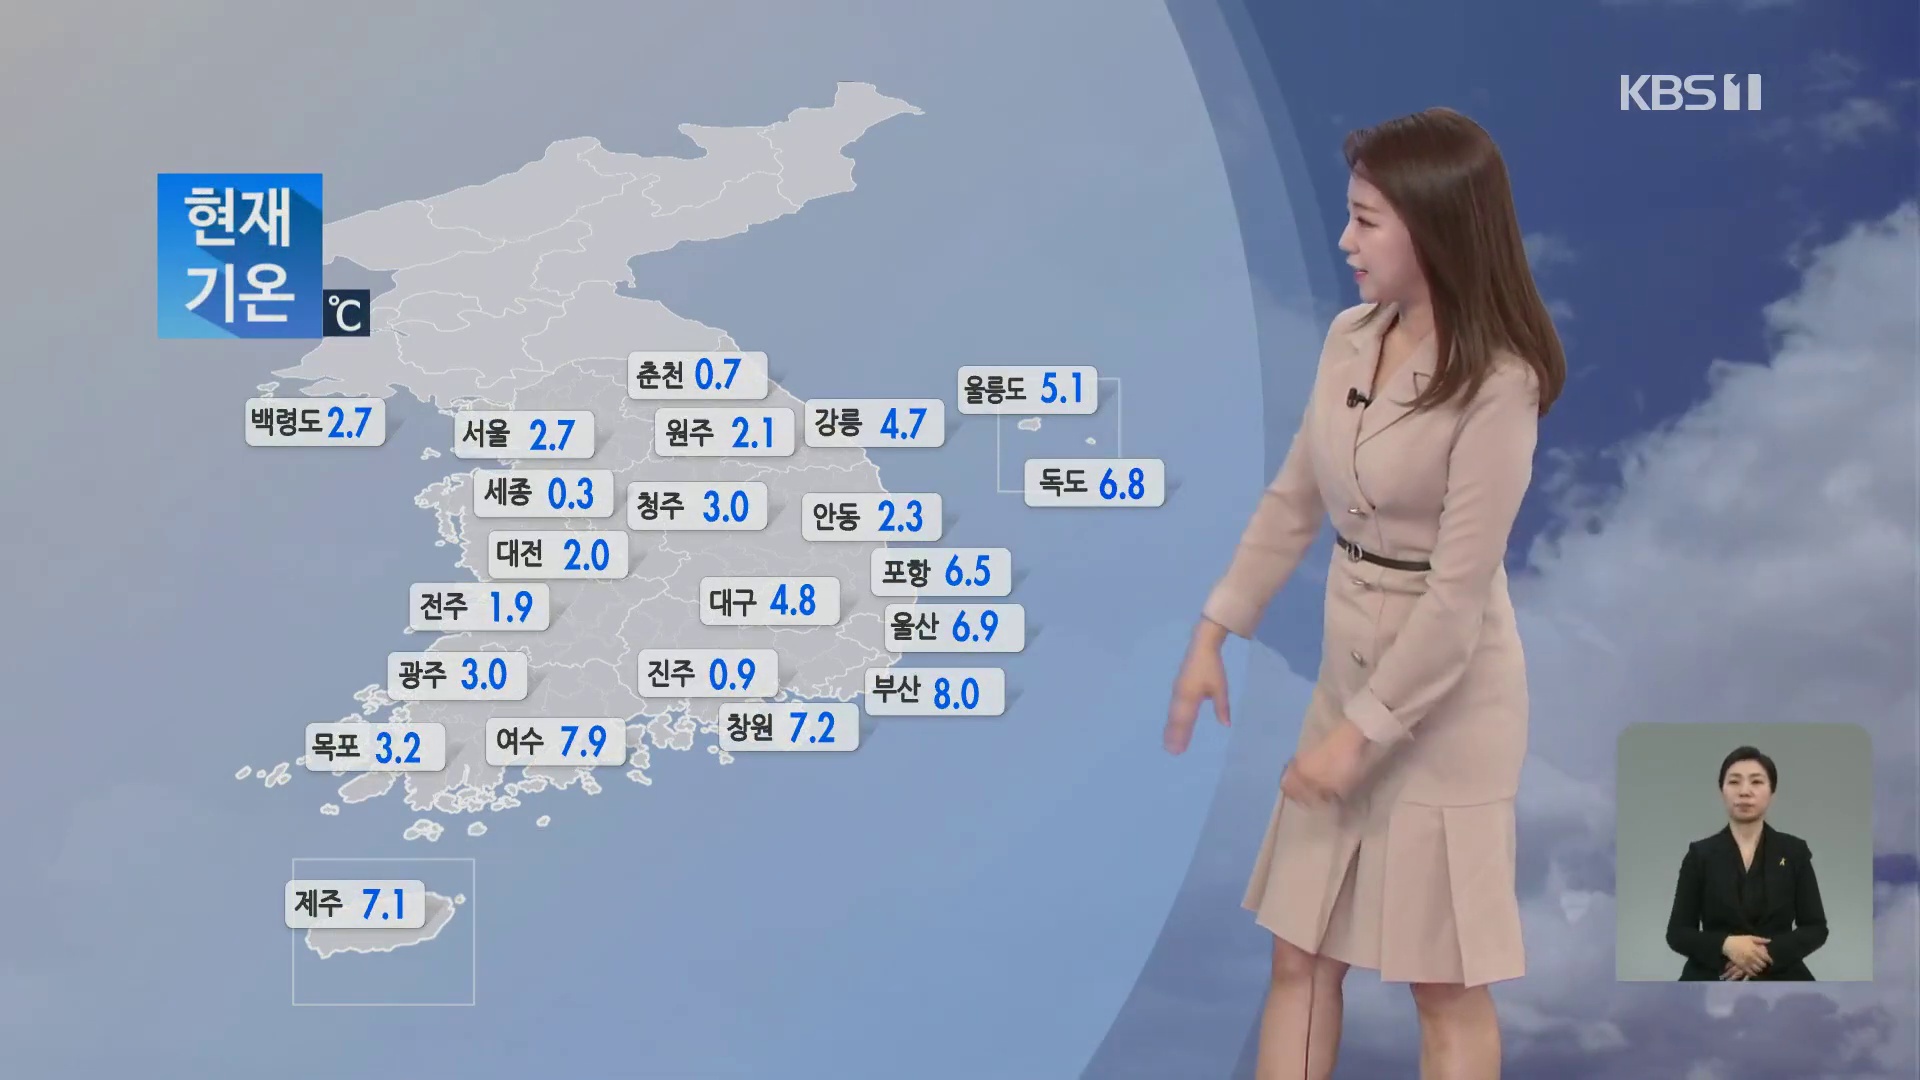 KBS 1
현재
기온
℃
춘천 0.7
울릉도 5.1
백령도 2.7
서울 2.7
원주 2.1
강릉 4.7
독도 6.8
세종 0.3
청주 3.0
안동 2.3
대전 2.0
포항 6.5
전주 1.9
대구 4.8
울산 6.9
광주 3.0
진주 0.9
부산 8.0
목포 3.2
여수 7.9
창원 7.2
제주 7.1